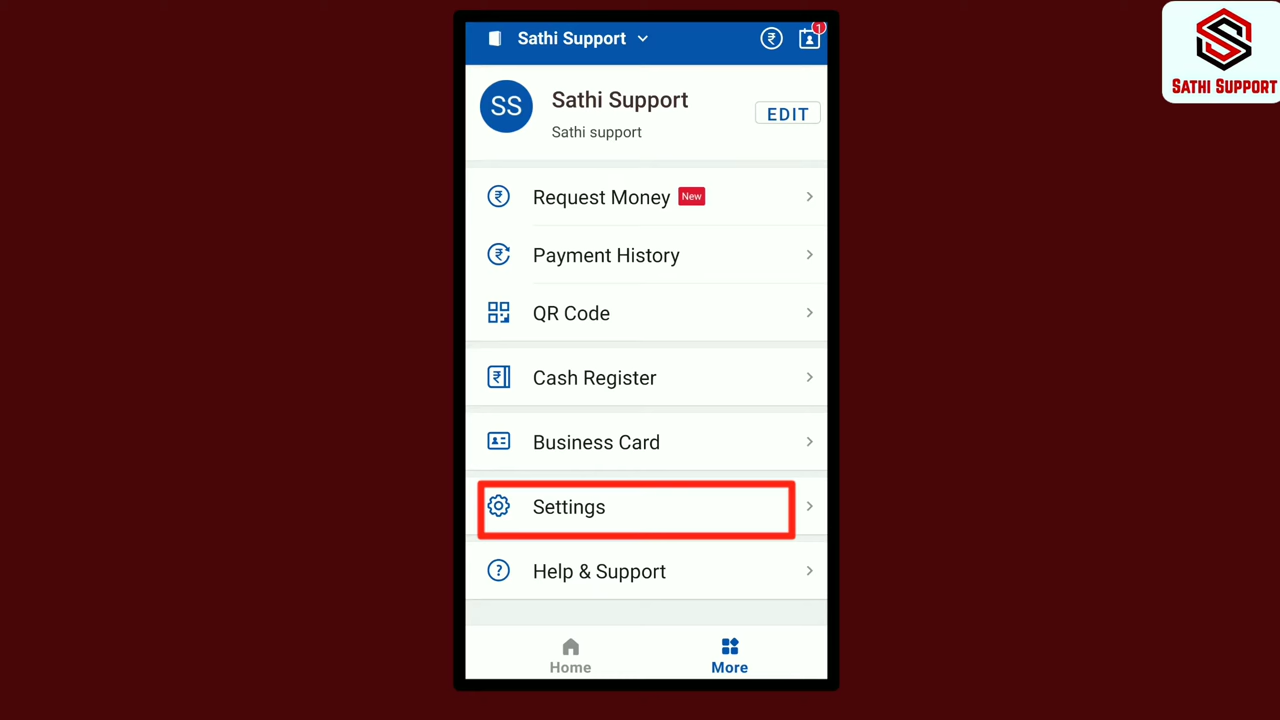 Sathi Support
1
SATHI SUPPORT
SS
Sathi Support
EDIT
Sathi support
Request Money New
Payment History
QR Code
Cash Register
Business Card
Settings
Help & Support
Home
More